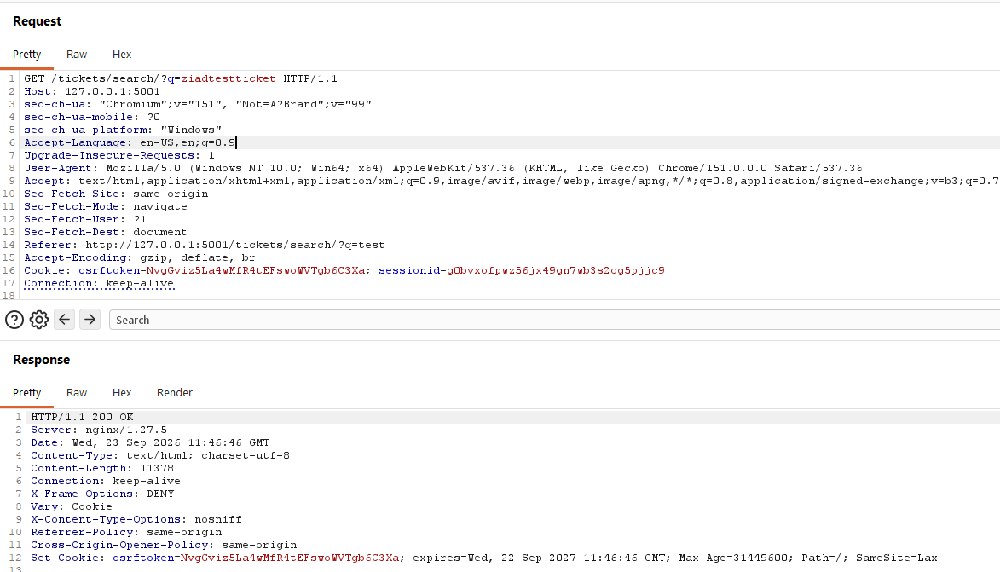 Request
Pretty Raw Hex
1 GET /tickets/search/?q=ziadtestticket HTTP/1.1
2 Host: 127.0.0.1:5001
3 sec-ch-ua: "Chromium";v="151", "Not=A?Brand";v="99"
4 sec-ch-ua-mobile: ?0
5 sec-ch-ua-platform: "Windows"
6 Accept-Language: en-US,en;q=0.9
7 Upgrade-Insecure-Requests: 1
8 User-Agent: Mozilla/5.0 (Windows NT 10.0; Win64; x64) AppleWebKit/537.36 (KHTML, like Gecko) Chrome/151.0.0.0 Safari/537.36
9 Accept: text/html,application/xhtml+xml,application/xml;q=0.9,image/avif,image/webp,image/apng,*/*;q=0.8,application/signed-exchange;v=b3;q=0.7
10 Sec-Fetch-Site: same-origin
11 Sec-Fetch-Mode: navigate
12 Sec-Fetch-User: ?1
13 Sec-Fetch-Dest: document
14 Referer: http://127.0.0.1:5001/tickets/search/?q=test
15 Accept-Encoding: gzip, deflate, br
16 Cookie: csrftoken=NvgGviz5La4wMfR4tEFswoWVTgb6C3Xa; sessionid=g0bvxofpwz56jx49gn7wb3s2og5pjjc9
17 Connection: keep-alive
18
Search
Response
Pretty Raw Hex Render
1 HTTP/1.1 200 OK
2 Server: nginx/1.27.5
3 Date: Wed, 23 Sep 2026 11:46:46 GMT
4 Content-Type: text/html; charset=utf-8
5 Content-Length: 11378
6 Connection: keep-alive
7 X-Frame-Options: DENY
8 Vary: Cookie
9 X-Content-Type-Options: nosniff
10 Referrer-Policy: same-origin
11 Cross-Origin-Opener-Policy: same-origin
12 Set-Cookie: csrftoken=NvgGviz5La4wMfR4tEFswoWVTgb6C3Xa; expires=Wed, 22 Sep 2027 11:46:46 GMT; Max-Age=31449600; Path=/; SameSite=Lax
13